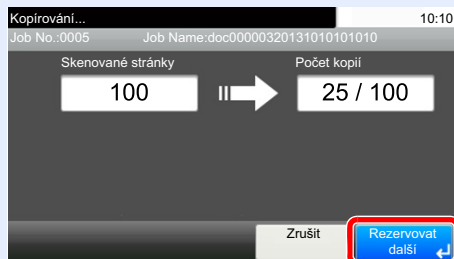 Kopírování... 10:10
Job No.:0005 Job Name:doc00000320131010101010
Skenované stránky Počet kopií
100 25 / 100
Zrušit Rezervovat
další